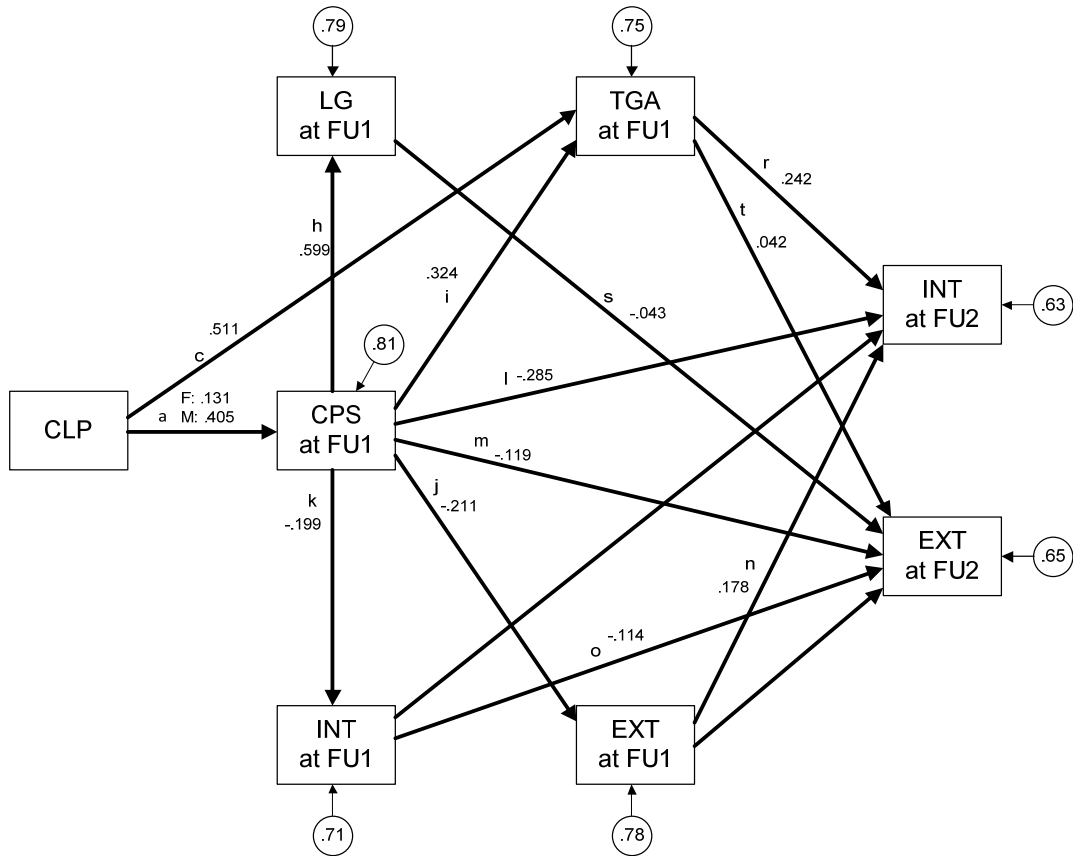 .79
.75
LG
at FU1
TGA
at FU1
r
.242
t
.042
h
.599
.324
i
s
-.043
INT
at FU2
.63
.511
c
.81
l -.285
CLP
a
F: .131
M: .405
CPS
at FU1
m
-.119
k
-.199
j
-.211
EXT
at FU2
.65
n
.178
o -.114
INT
at FU1
EXT
at FU1
.71
.78